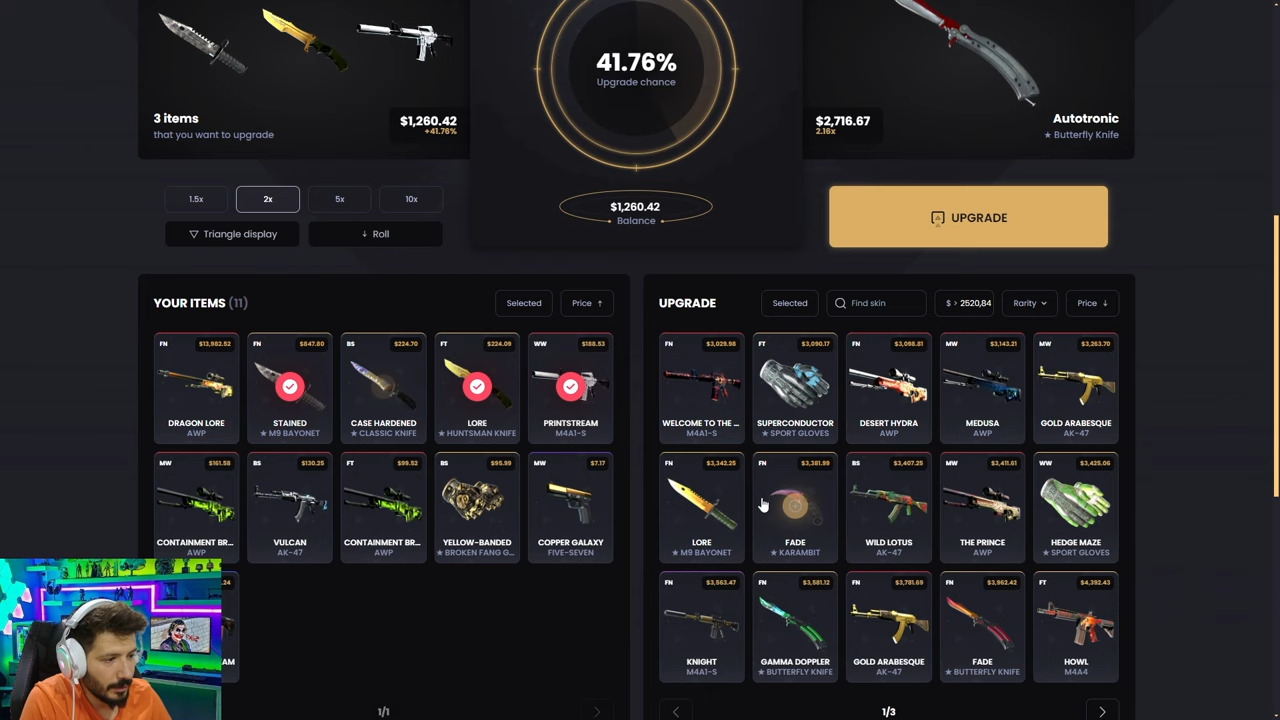 3 items
that you want to upgrade
$1,260.42
+41.76%
41.76%
Upgrade chance
$1,260.42
Balance
$2,716.67
2.16x
Autotronic
★ Butterfly Knife
1.5x
2x
5x
10x
Triangle display
Roll
UPGRADE
YOUR ITEMS (11)
Selected
Price
FN $13,982.52
DRAGON LORE
AWP
FN $847.80
STAINED
★ M9 BAYONET
BS $224.70
CASE HARDENED
★ CLASSIC KNIFE
FT $224.09
LORE
★ HUNTSMAN KNIFE
WW $188.53
PRINTSTREAM
M4A1-S
MW $161.58
CONTAINMENT BR...
AWP
BS $130.25
VULCAN
AK-47
FT $99.52
CONTAINMENT BR...
AWP
BS $95.99
YELLOW-BANDED
★ BROKEN FANG G...
MW $7.17
COPPER GALAXY
FIVE-SEVEN
1/1
UPGRADE
Selected
Find skin
$ > 2520,84
Rarity
Price
FN $3,029.98
WELCOME TO THE ...
M4A1-S
FT $3,090.17
SUPERCONDUCTOR
★ SPORT GLOVES
FN $3,098.81
DESERT HYDRA
AWP
MW $3,143.21
MEDUSA
AWP
MW $3,263.70
GOLD ARABESQUE
AK-47
FN $3,342.25
LORE
★ M9 BAYONET
FN $3,381.99
FADE
★ KARAMBIT
BS $3,407.25
WILD LOTUS
AK-47
MW $3,411.61
THE PRINCE
AWP
WW $3,425.06
HEDGE MAZE
★ SPORT GLOVES
FN $3,563.47
KNIGHT
M4A1-S
FN $3,581.12
GAMMA DOPPLER
★ BUTTERFLY KNIFE
FN $3,781.69
GOLD ARABESQUE
AK-47
FN $3,962.42
FADE
★ BUTTERFLY KNIFE
FT $4,392.43
HOWL
M4A4
1/3